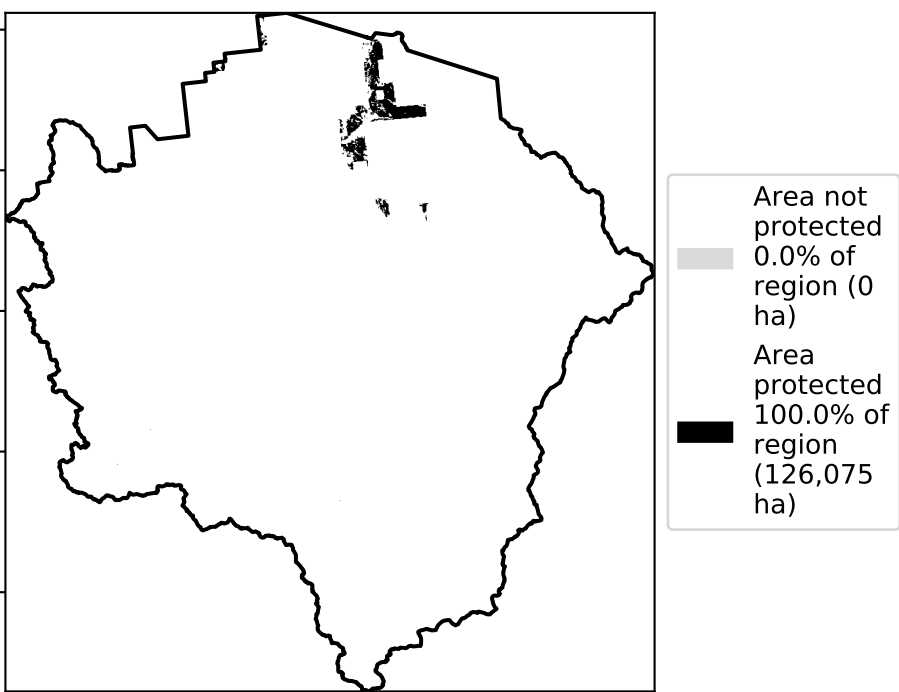 Area not
protected
0.0% of
region (0
ha)
Area
protected
100.0% of
region
(126,075
ha)